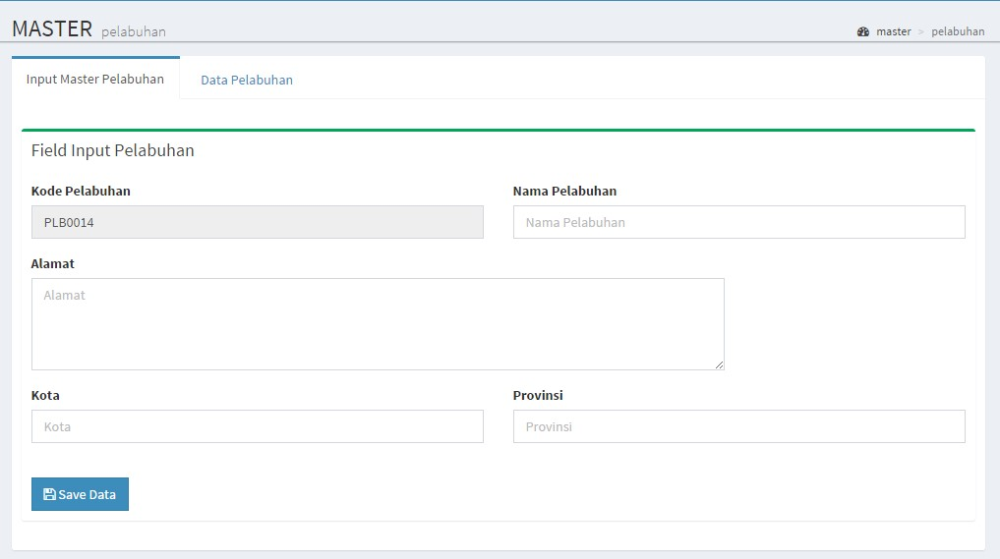 MASTER pelabuhan
master > pelabuhan
Input Master Pelabuhan
Data Pelabuhan
Field Input Pelabuhan
Kode Pelabuhan
Nama Pelabuhan
PLB0014
Nama Pelabuhan
Alamat
Alamat
Kota
Provinsi
Kota
Provinsi
Save Data